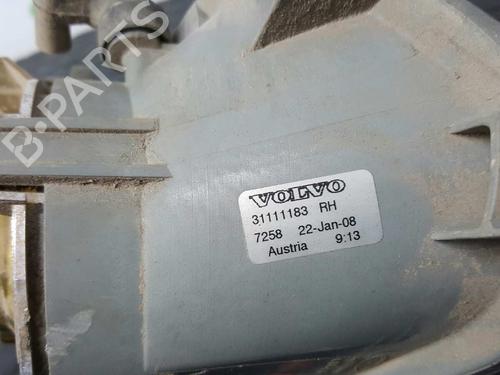 B-PARTS
VOLVO
31111183 RH
7258 22-Jan-08
Austria 9:13